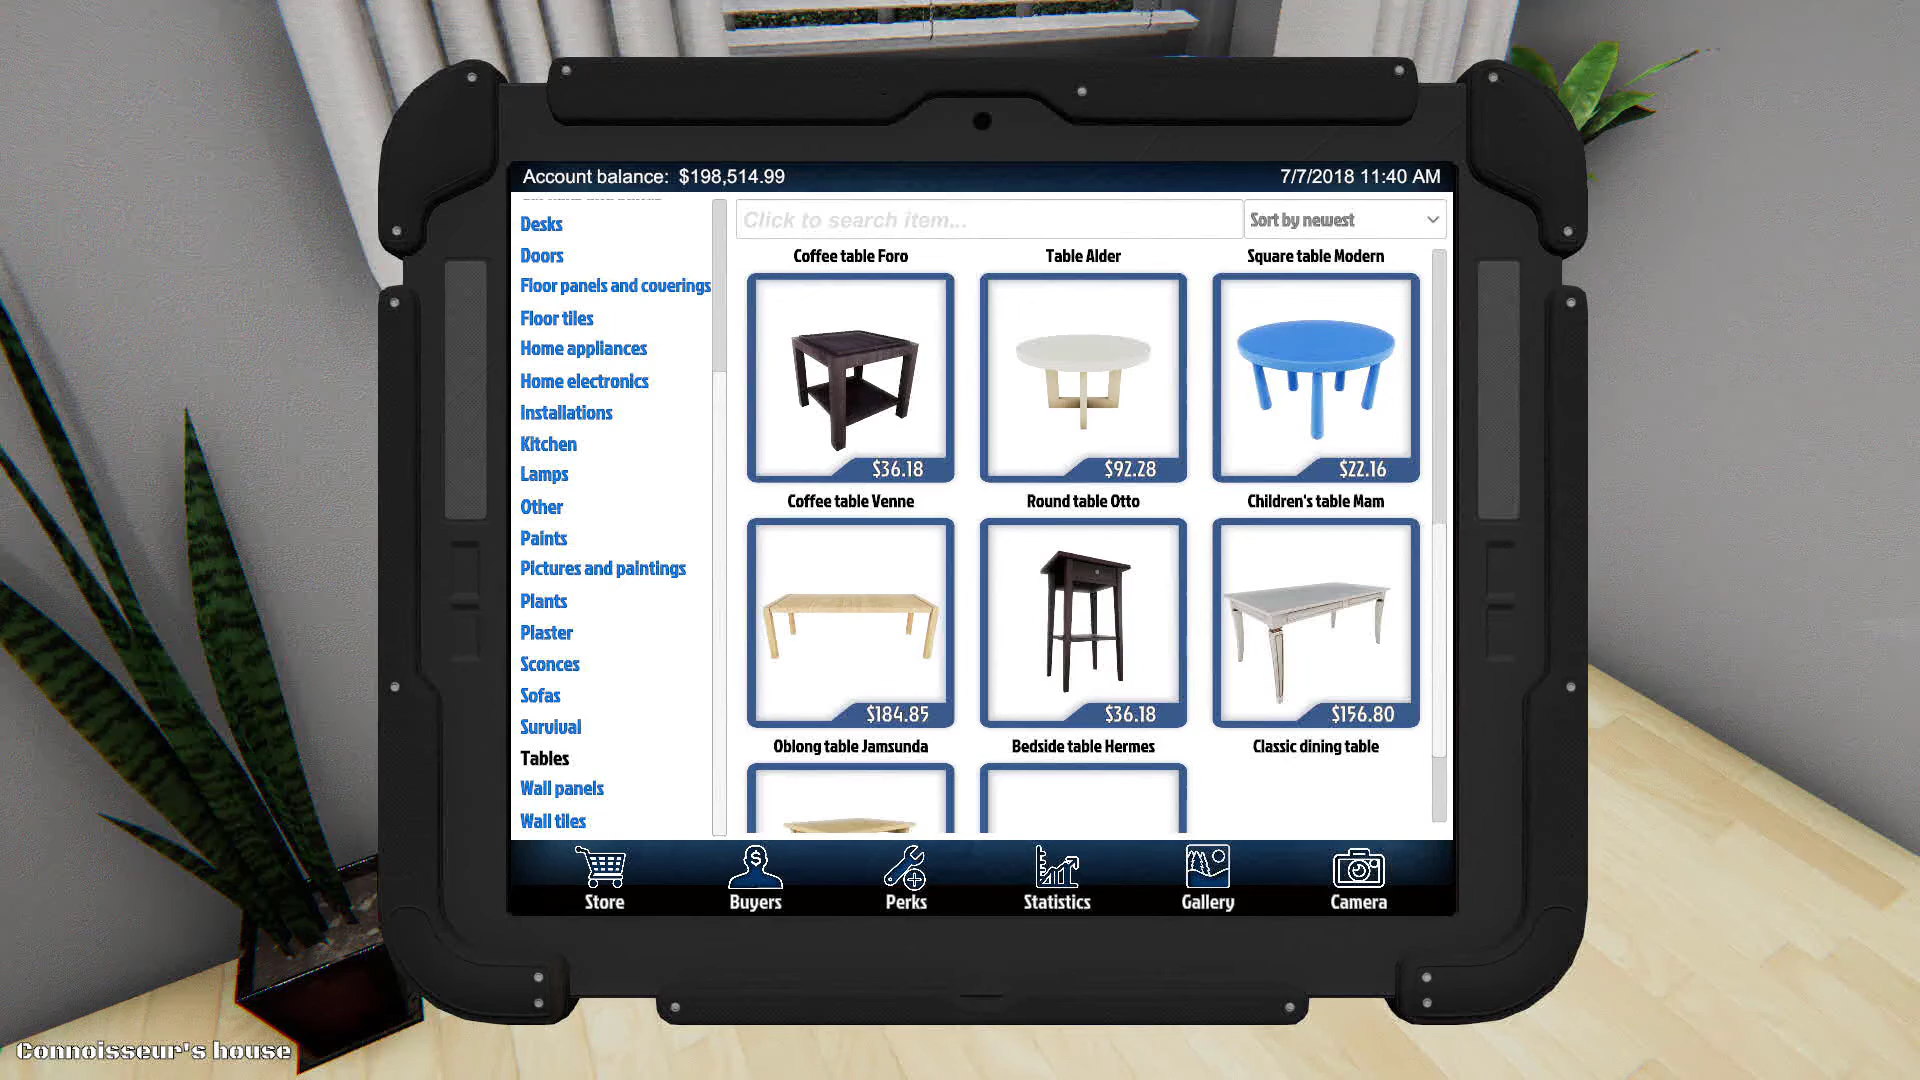 Account balance: $198,514.99
7/7/2018 11:40 AM
Desks
Doors
Floor panels and coverings
Floor tiles
Home appliances
Home electronics
Installations
Kitchen
Lamps
Other
Paints
Pictures and paintings
Plants
Plaster
Sconces
Sofas
Survival
Tables
Wall panels
Wall tiles
Click to search item...
Sort by newest
Coffee table Foro
Table Alder
Square table Modern
$36.18
$92.28
$22.16
Coffee table Venne
Round table Otto
Children's table Mam
$184.85
$36.18
$156.80
Oblong table Jamsunda
Bedside table Hermes
Classic dining table
Store
Buyers
Perks
Statistics
Gallery
Camera
Connoisseur's house